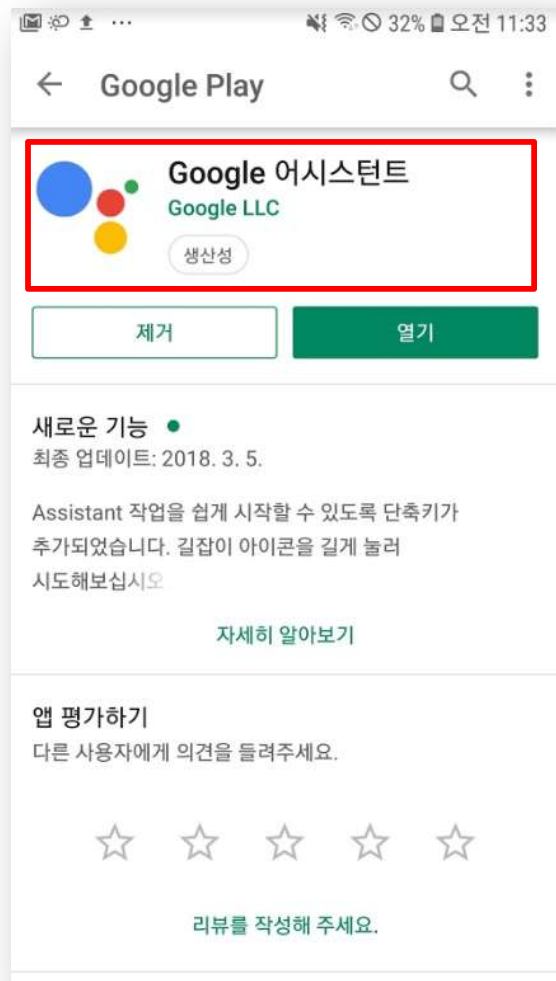 32% 오전 11:33
Google Play
Google 어시스턴트
Google LLC
생산성
제거
열기
새로운 기능
최종 업데이트: 2018. 3. 5.
Assistant 작업을 쉽게 시작할 수 있도록 단축키가
추가되었습니다. 길잡이 아이콘을 길게 눌러
시도해보십시오
자세히 알아보기
앱 평가하기
다른 사용자에게 의견을 들려주세요.
리뷰를 작성해 주세요.